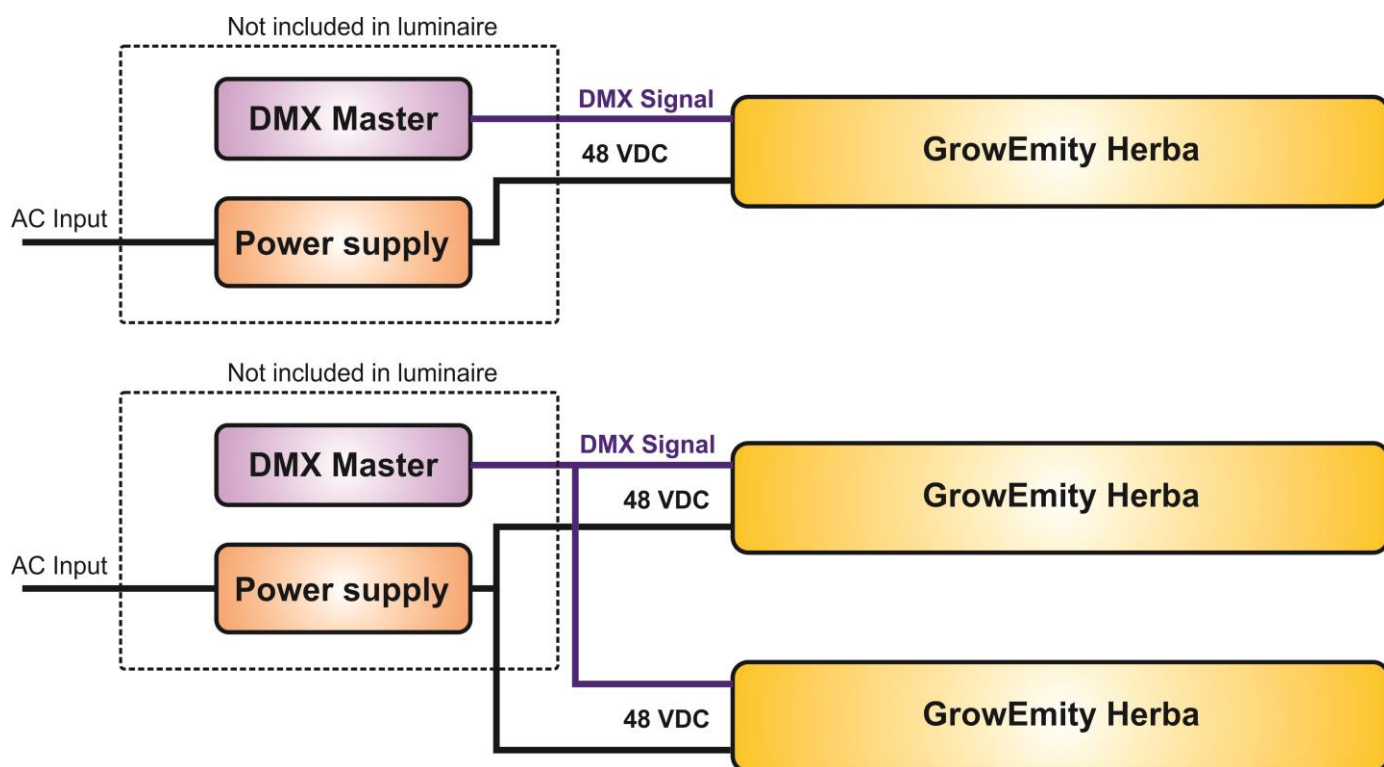 Not included in luminaire
DMX Master
DMX Signal
GrowEmity Herba
48 VDC
AC Input
Power supply
Not included in luminaire
DMX Master
DMX Signal
GrowEmity Herba
48 VDC
AC Input
Power supply
GrowEmity Herba
48 VDC